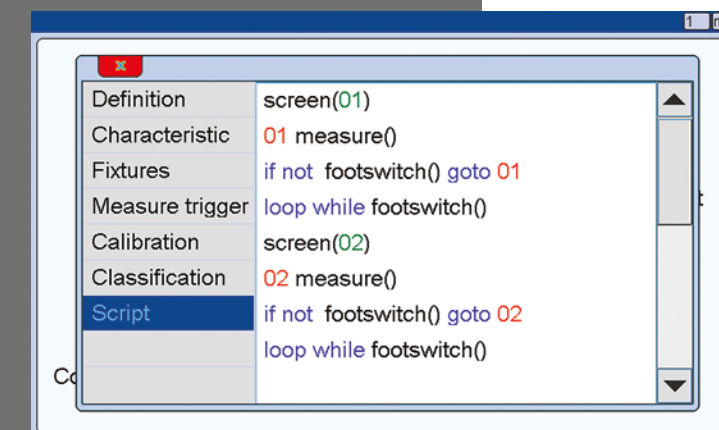 1
x
Definition
Characteristic
Fixtures
Measure trigger
Calibration
Classification
Script
screen(01)
01 measure()
if not footswitch() goto 01
loop while footswitch()
screen(02)
02 measure()
if not footswitch() goto 02
loop while footswitch()